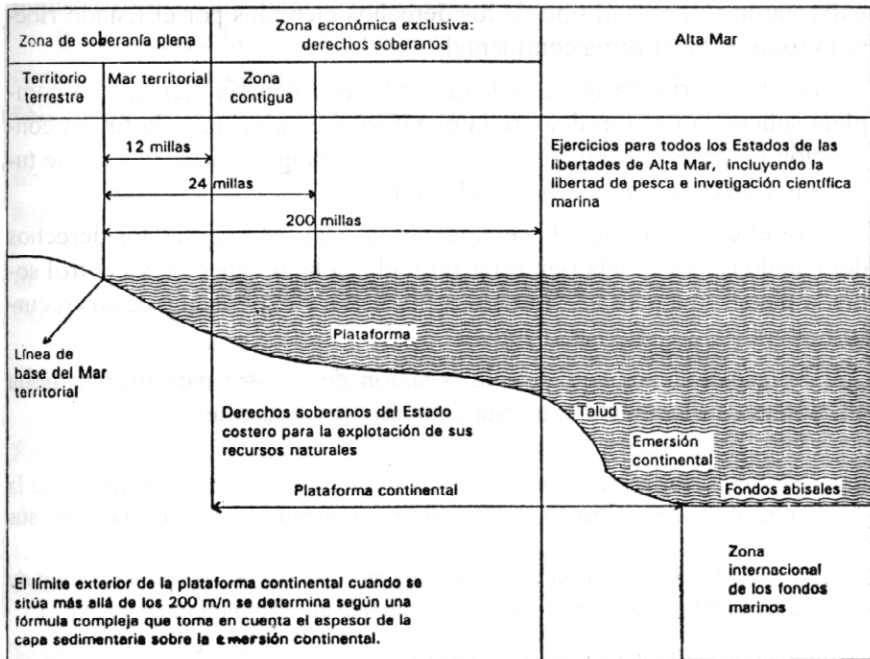 Zona de soberanía plena
Zona económica exclusiva:
derechos soberanos
Alta Mar
Territorio
terrestre
Mar territorial
Zona
contigua
12 millas
24 millas
200 millas
Ejercicios para todos los Estados de las
libertades de Alta Mar, incluyendo la
libertad de pesca e invetigación científica
marina
Línea de
base del Mar
territorial
Plataforma
Derechos soberanos del Estado
costero para la explotación de sus
recursos naturales
Talud
Emersión
continental
Plataforma continental
Fondos abisales
Zona
internacional
de los fondos
marinos
El límite exterior de la plataforma continental cuando se
sitúa más allá de los 200 m/n se determina según una
fórmula compleja que toma en cuenta el espesor de la
capa sedimentaria sobre la emersión continental.